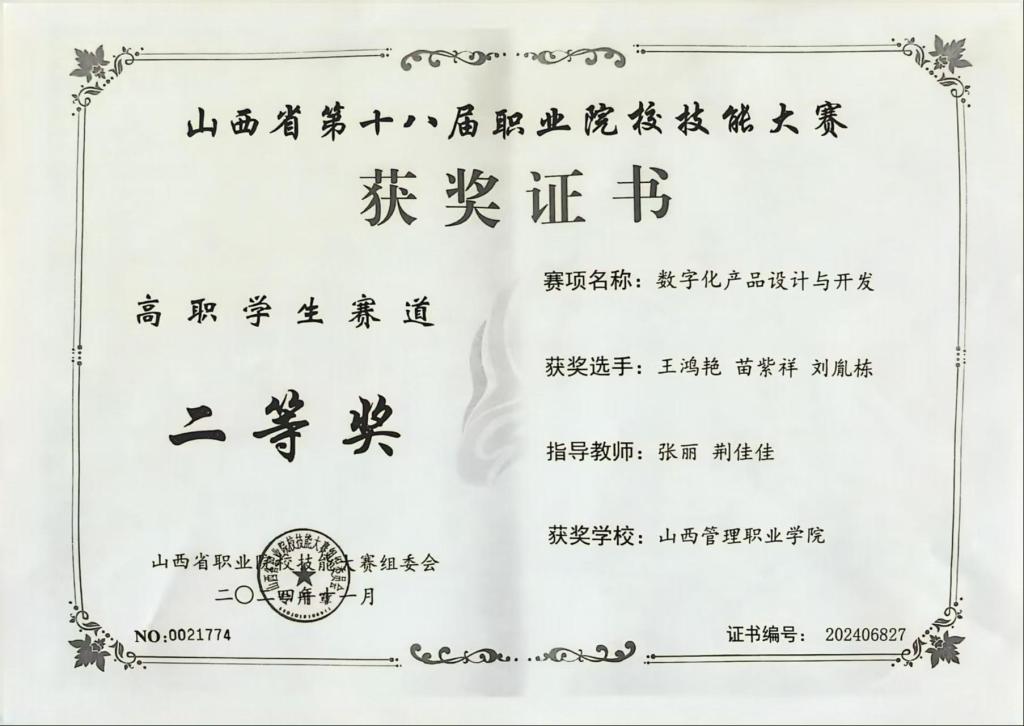 山西省第十八届职业院校技能大赛
获奖证书
高职学生赛道
二等奖
赛项名称：数字化产品设计与开发
获奖选手：王鸿艳 苗紫祥 刘胤栋
指导教师：张丽 荆佳佳
获奖学校：山西管理职业学院
山西省职业院校技能大赛组委会
二〇二四年十一月
NO:0021774
证书编号： 202406827